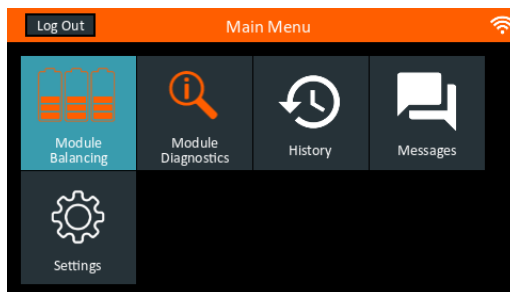 Log Out
Main Menu
Module
Balancing
Module
Diagnostics
History
Messages
Settings